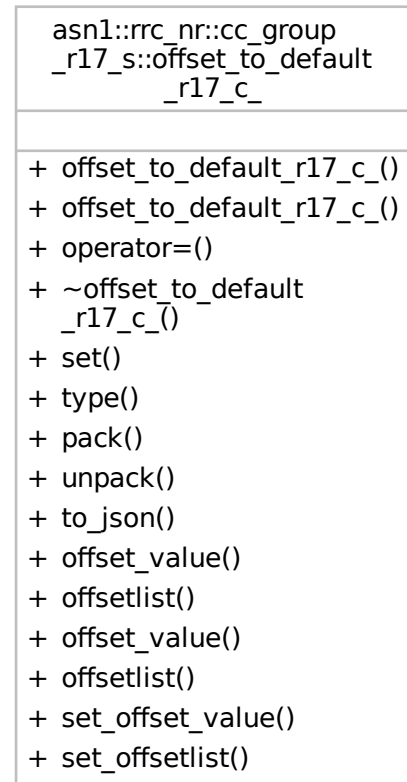 asn1::rrc_nr::cc_group
_r17_s::offset_to_default
_r17_c_
+ offset_to_default_r17_c_()
+ offset_to_default_r17_c_()
+ operator=()
+ ~offset_to_default
_r17_c_()
+ set()
+ type()
+ pack()
+ unpack()
+ to_json()
+ offset_value()
+ offsetlist()
+ offset_value()
+ offsetlist()
+ set_offset_value()
+ set_offsetlist()